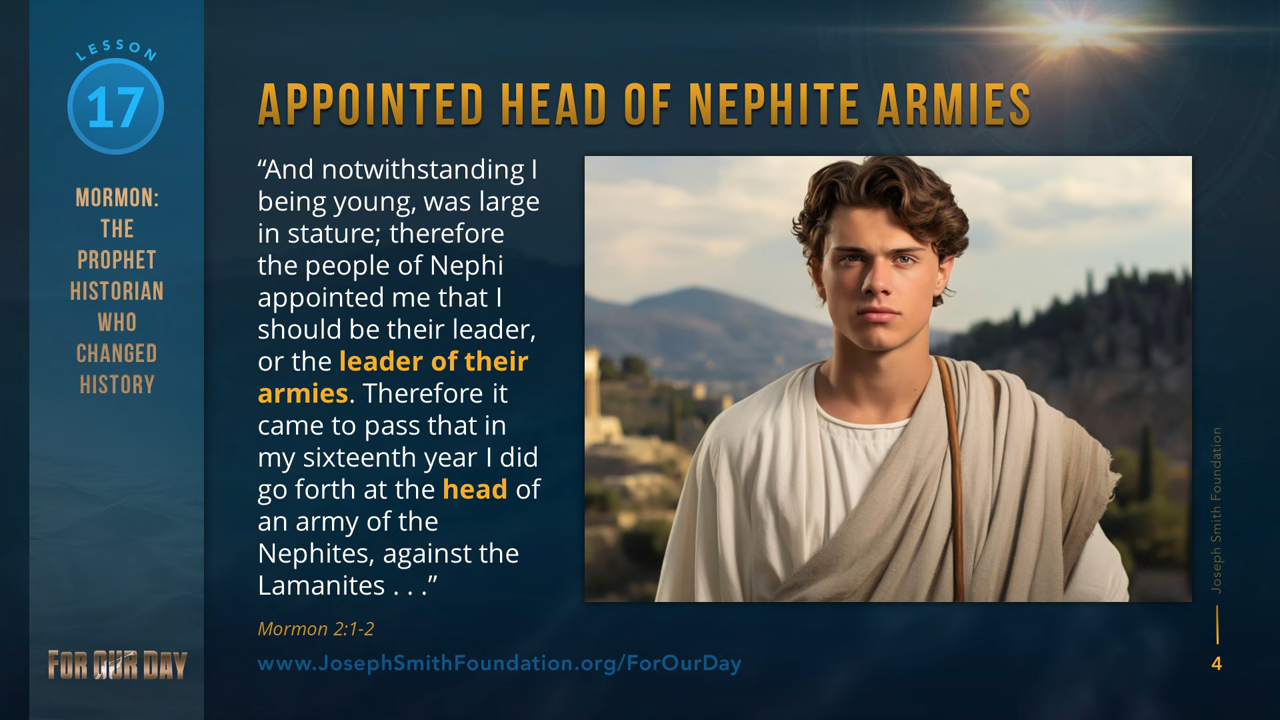 LESSON
17
MORMON:
THE
PROPHET
HISTORIAN
WHO
CHANGED
HISTORY
FOR OUR DAY
APPOINTED HEAD OF NEPHITE ARMIES
“And notwithstanding I
being young, was large
in stature; therefore
the people of Nephi
appointed me that I
should be their leader,
or the leader of their
armies. Therefore it
came to pass that in
my sixteenth year I did
go forth at the head of
an army of the
Nephites, against the
Lamanites . . .”
Mormon 2:1-2
www.JosephSmithFoundation.org/ForOurDay
Joseph Smith Foundation
4